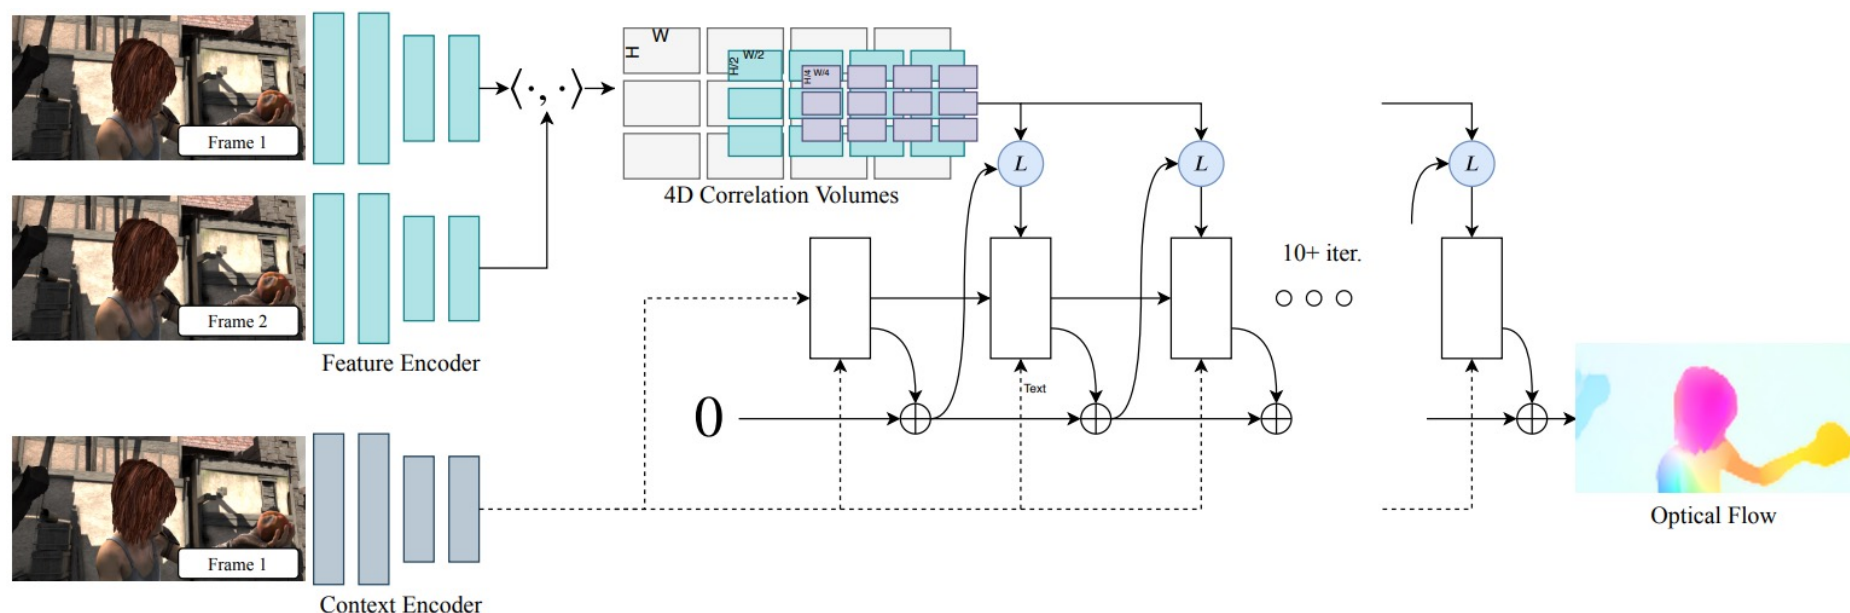 Frame 1
Frame 2
Feature Encoder
Frame 1
Context Encoder
⟨·,·⟩
H
W
H/2
W/2
H/4
W/4
4D Correlation Volumes
L
L
L
10+ iter.
Text
0
Optical Flow